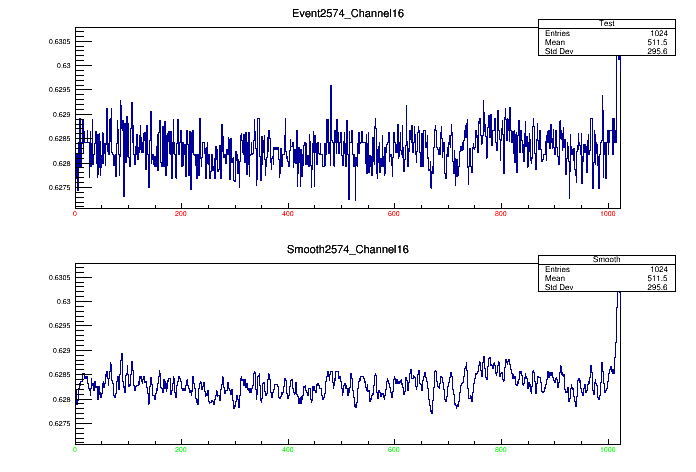 Event2574_Channel16
Test
Entries 1024
Mean 511.5
Std Dev 295.6
0.6305
0.63
0.6295
0.629
0.6285
0.628
0.6275
0 200 400 600 800 1000
Smooth2574_Channel16
Smooth
Entries 1024
Mean 511.5
Std Dev 295.6
0.6305
0.63
0.6295
0.629
0.6285
0.628
0.6275
0 200 400 600 800 1000